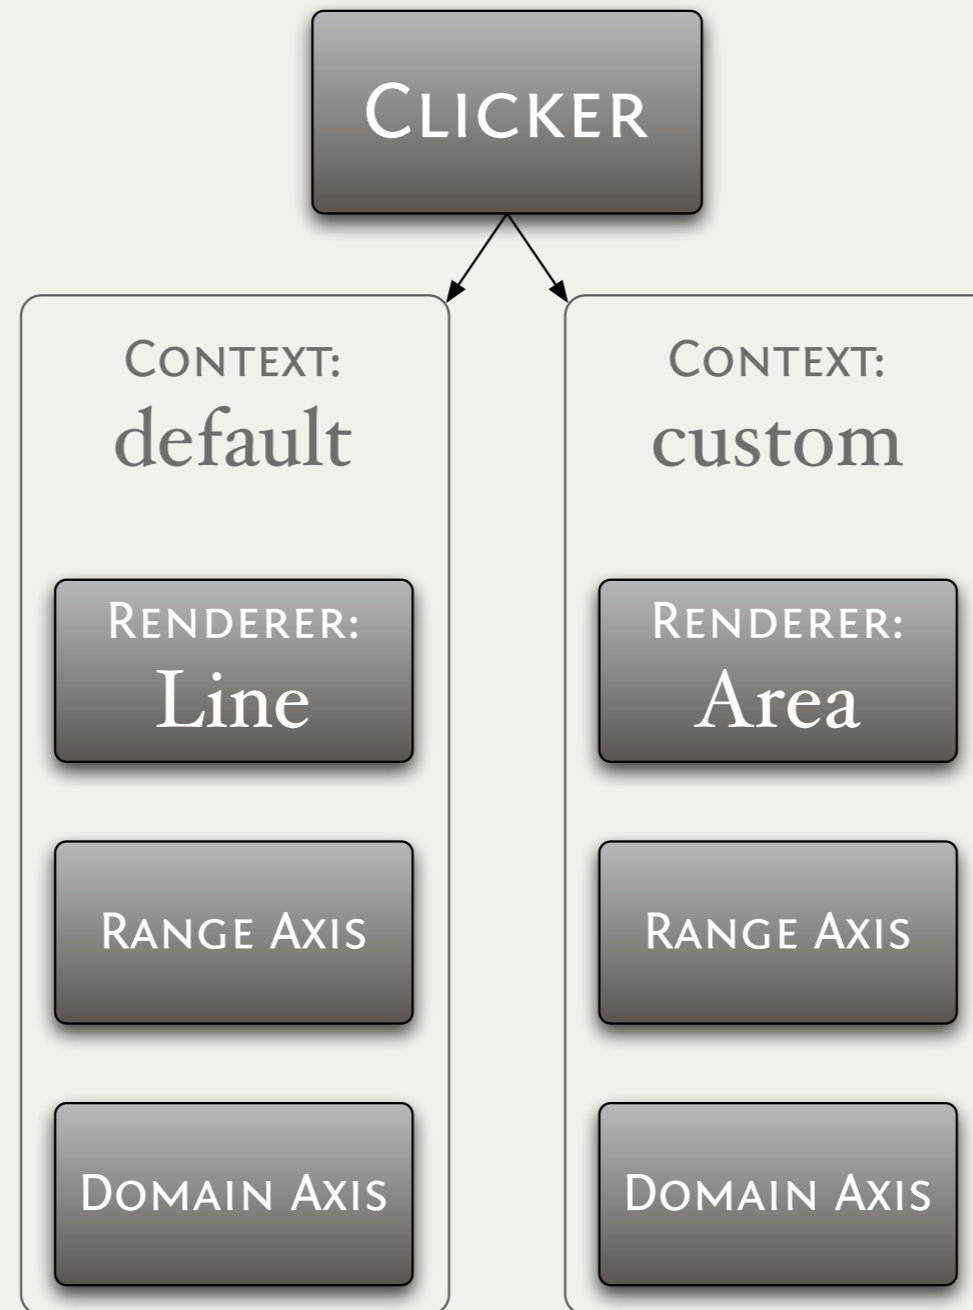 CLICKER
CONTEXT:
default
RENDERER:
Line
RANGE AXIS
DOMAIN AXIS
CONTEXT:
custom
RENDERER:
Area
RANGE AXIS
DOMAIN AXIS